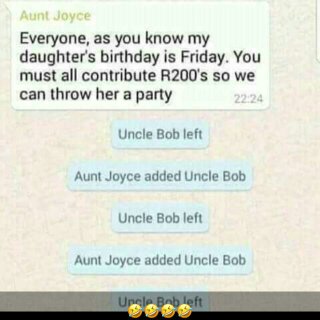 Aunt Joyce
Everyone, as you know my
daughter's birthday is Friday. You
must all contribute R200's so we
can throw her a party
22:24
Uncle Bob left
Aunt Joyce added Uncle Bob
Uncle Bob left
Aunt Joyce added Uncle Bob
Uncle Bob left